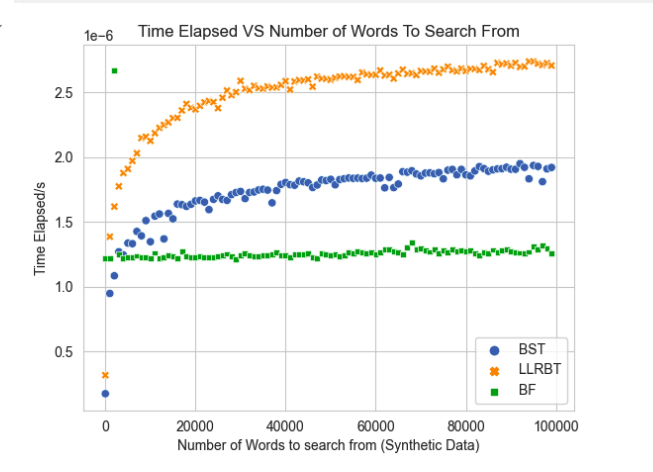 Time Elapsed VS Number of Words To Search From
1e−6
2.5
2.0
1.5
1.0
0.5
Time Elapsed/s
BST
LLRBT
BF
0 20000 40000 60000 80000 100000
Number of Words to search from (Synthetic Data)